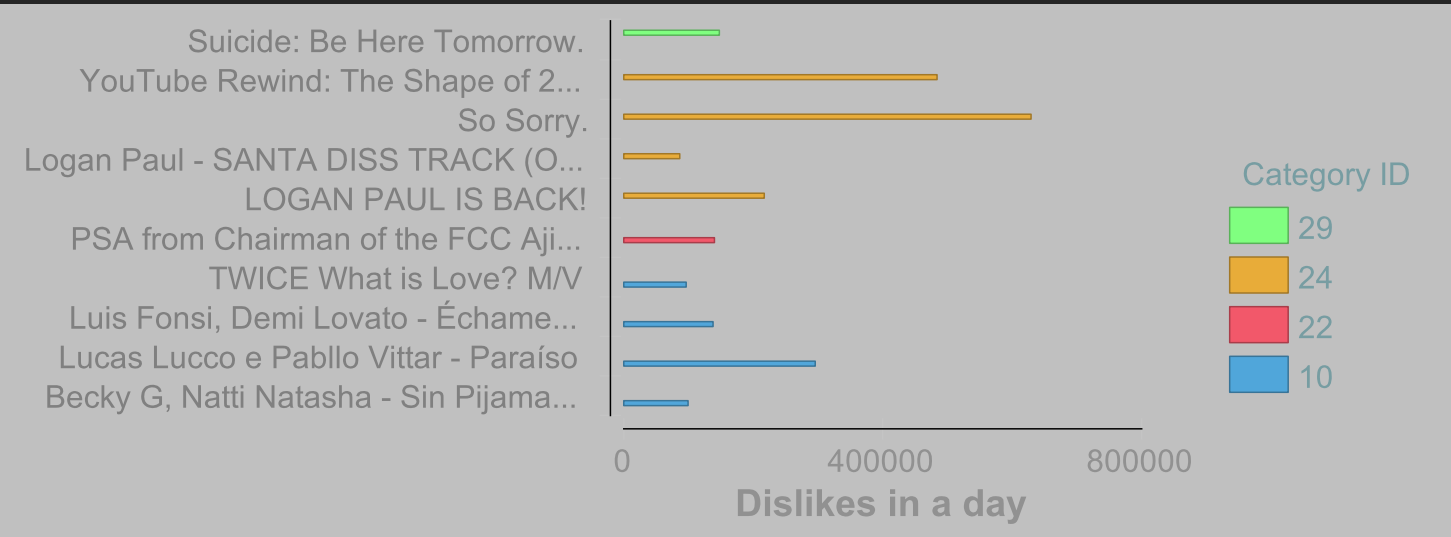 Suicide: Be Here Tomorrow.
YouTube Rewind: The Shape of 2...
So Sorry.
Logan Paul - SANTA DISS TRACK (O...
LOGAN PAUL IS BACK!
PSA from Chairman of the FCC Aji...
TWICE What is Love? M/V
Luis Fonsi, Demi Lovato - Échame...
Lucas Lucco e Pabllo Vittar - Paraíso
Becky G, Natti Natasha - Sin Pijama...
0 400000 800000
Dislikes in a day
Category ID
29
24
22
10